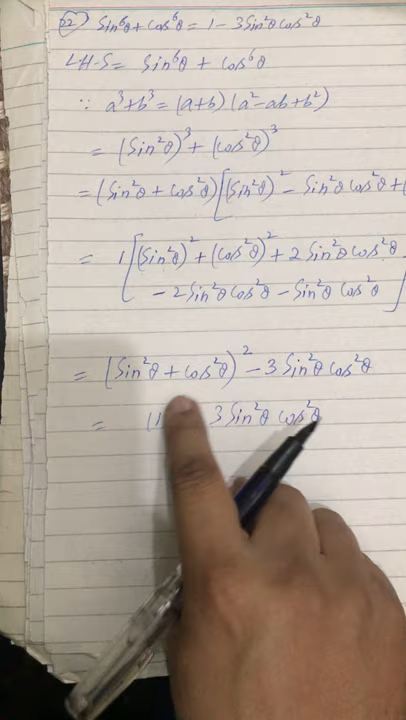 22) Sin⁶θ + Cos⁶θ = 1 - 3Sin²θ Cos²θ
L.H.S = Sin⁶θ + Cos⁶θ
∵ a³+b³ = (a+b) (a²-ab+b²)
= (Sin²θ)³ + (Cos²θ)³
= (Sin²θ + Cos²θ) [(Sin²θ)² - Sin²θ Cos²θ + (
= 1 [(Sin²θ)² + (Cos²θ)² + 2 Sin²θ Cos²θ
- 2 Sin²θ Cos²θ - Sin²θ Cos²θ ]
= (Sin²θ + Cos²θ)² - 3 Sin²θ Cos²θ
= (1 3 Sin²θ Cos²θ